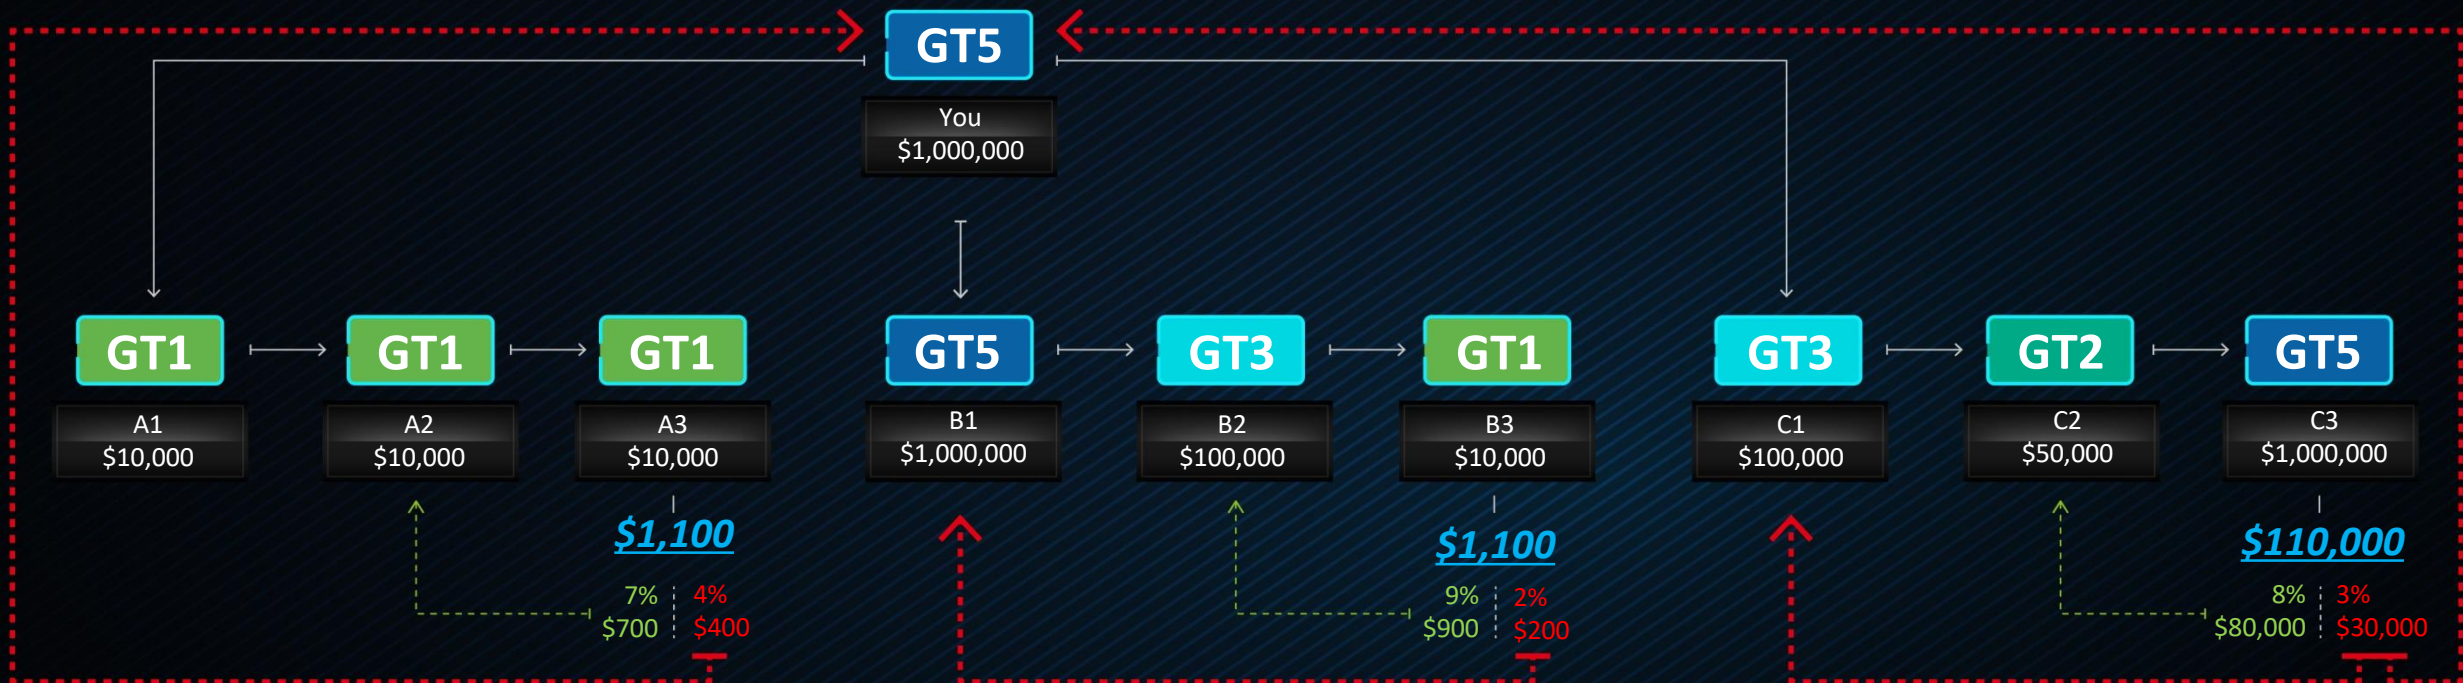 GT5
You
$1,000,000
GT1
GT1
GT1
GT5
GT3
GT1
GT3
GT2
GT5
A1
$10,000
A2
$10,000
A3
$10,000
B1
$1,000,000
B2
$100,000
B3
$10,000
C1
$100,000
C2
$50,000
C3
$1,000,000
$1,100
7%
4%
$700
$400
$1,100
9%
2%
$900
$200
$110,000
8%
3%
$80,000
$30,000